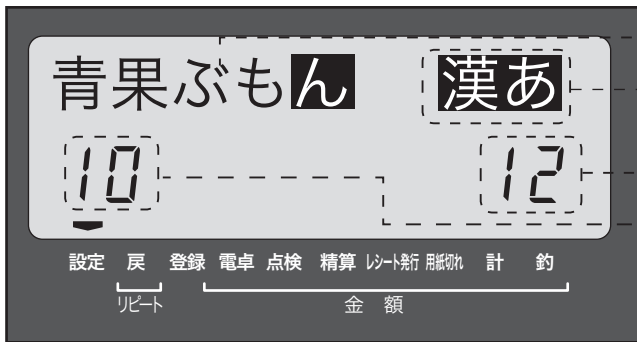 青果ぶもん 漢あ
10 12
設定 戻 登録 電卓 点検 精算 レシート発行 用紙切れ 計 釣
リピート 金額